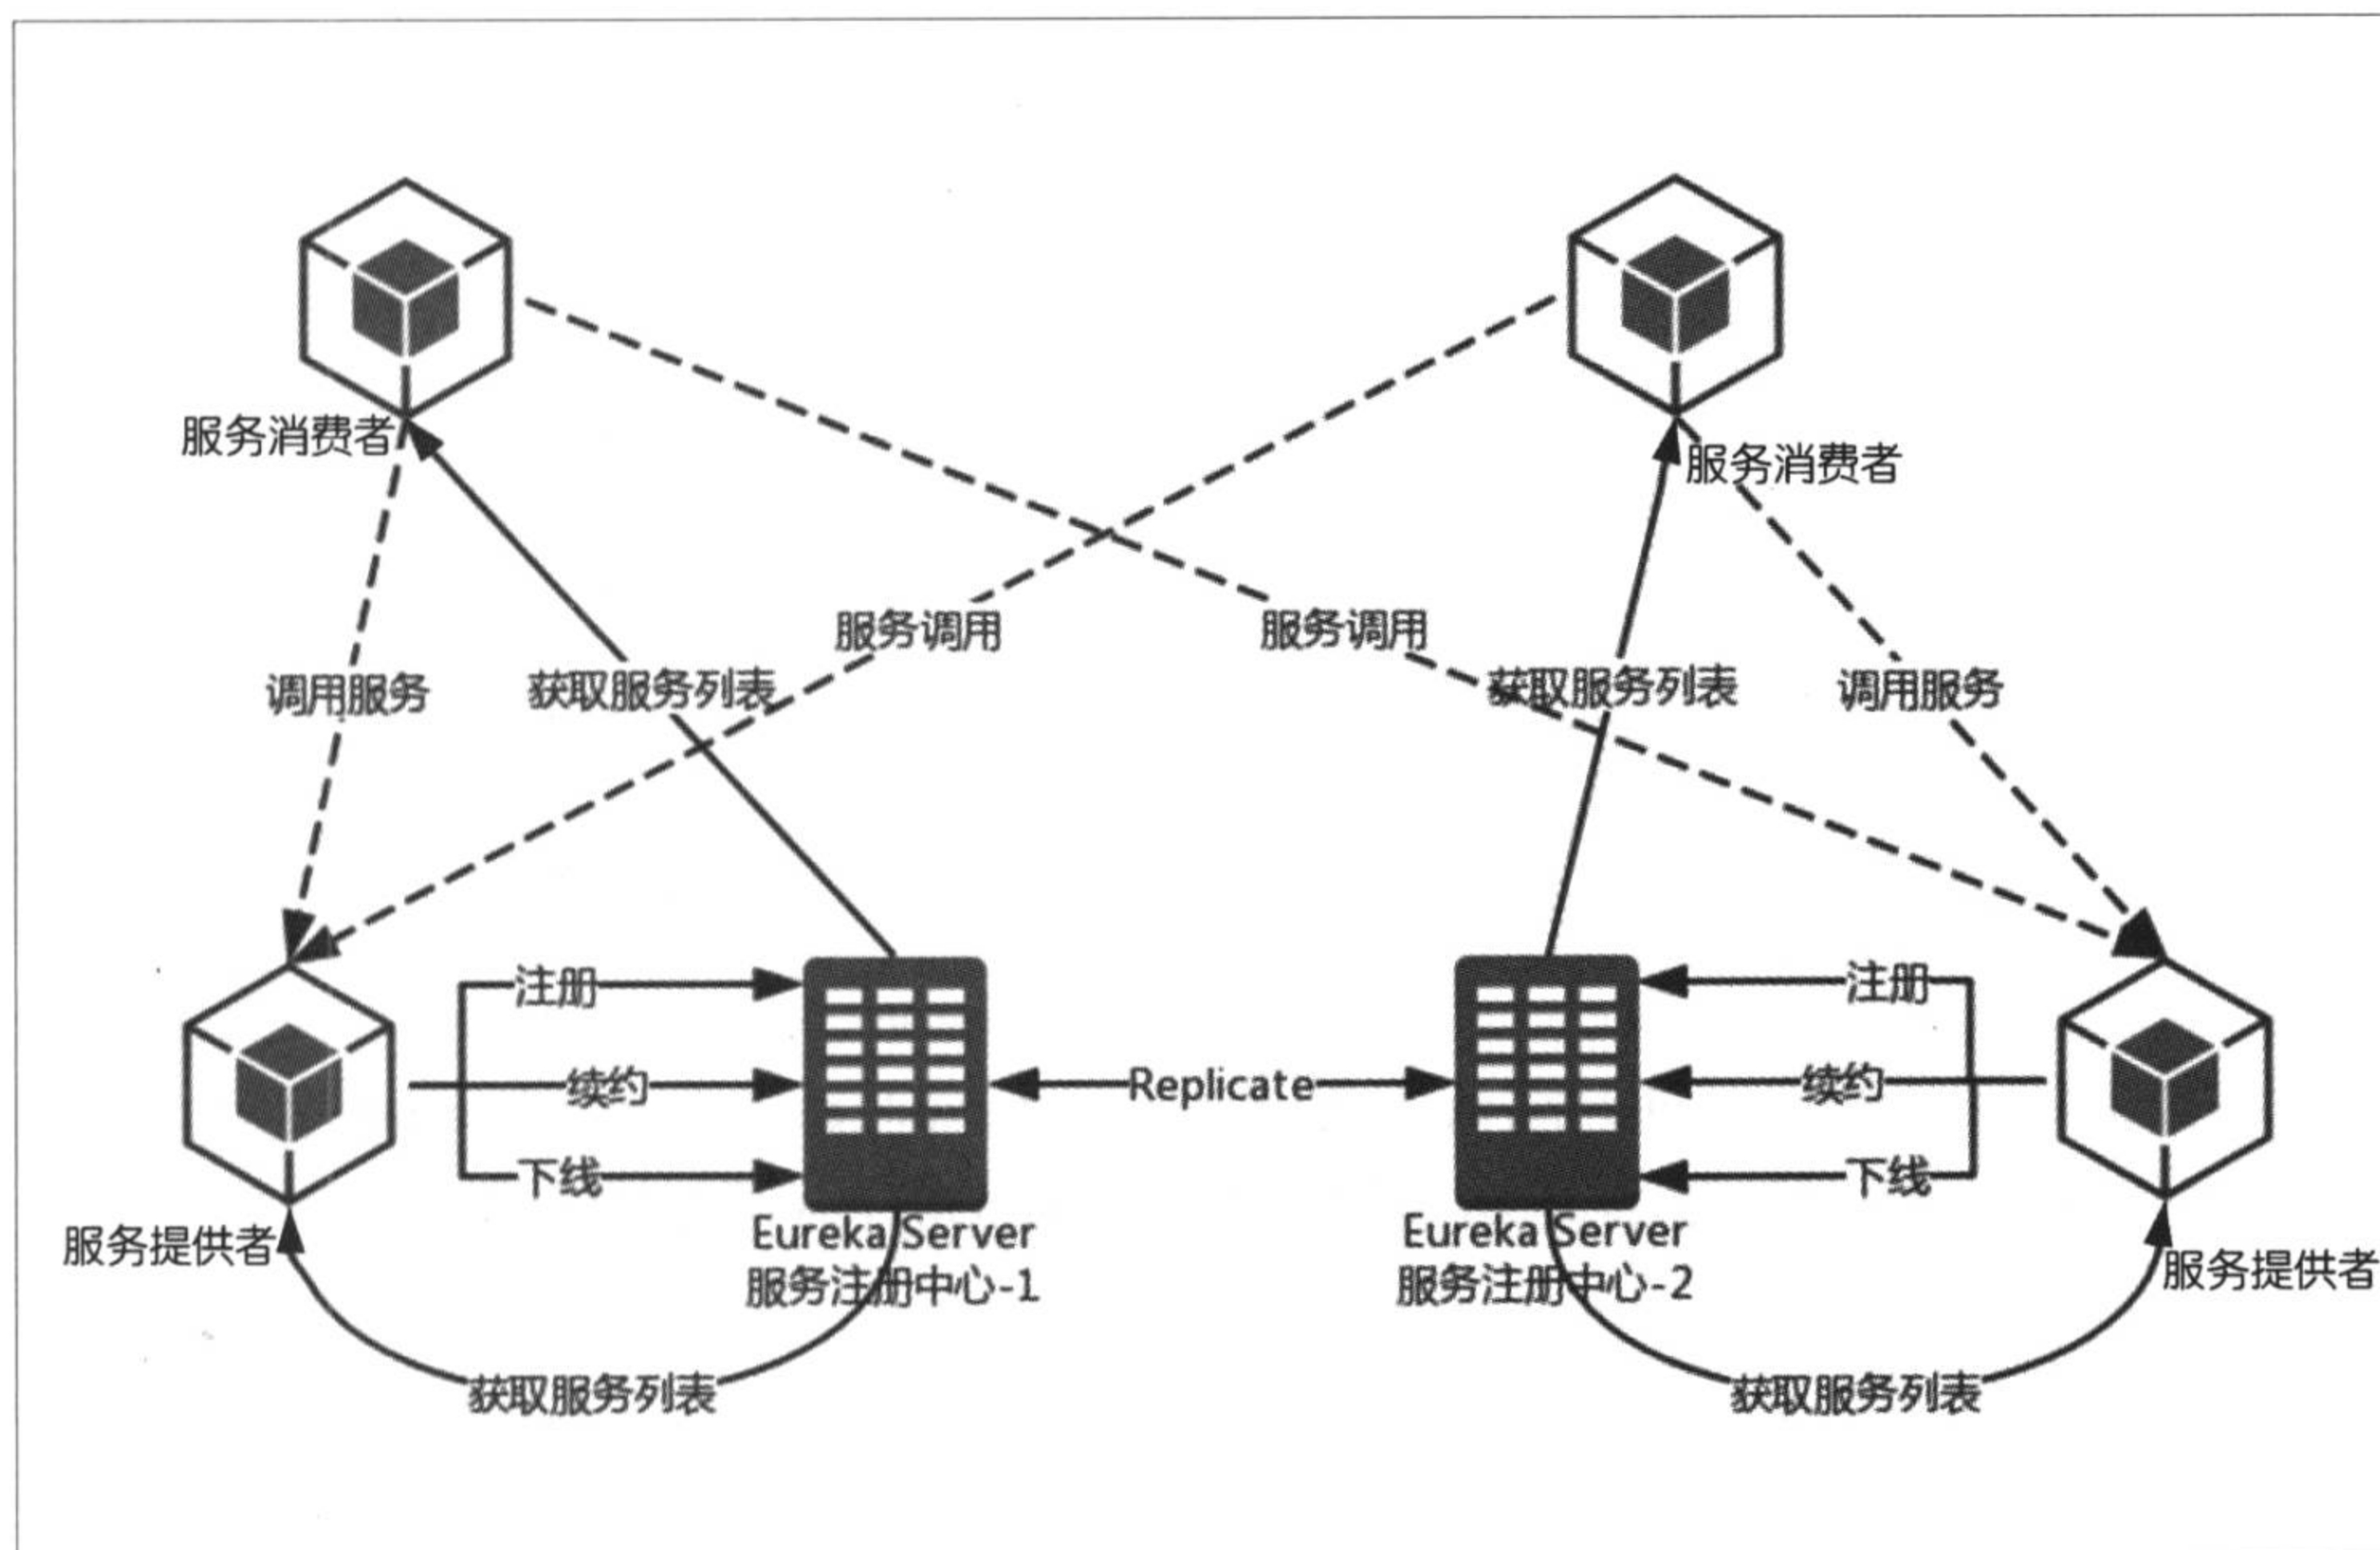 服务消费者
服务消费者
服务调用
服务调用
调用服务
获取服务列表
获取服务列表
调用服务
注册
注册
续约
Replicate
续约
下线
下线
服务提供者
Eureka Server
服务注册中心-1
Eureka Server
服务注册中心-2
服务提供者
获取服务列表
获取服务列表